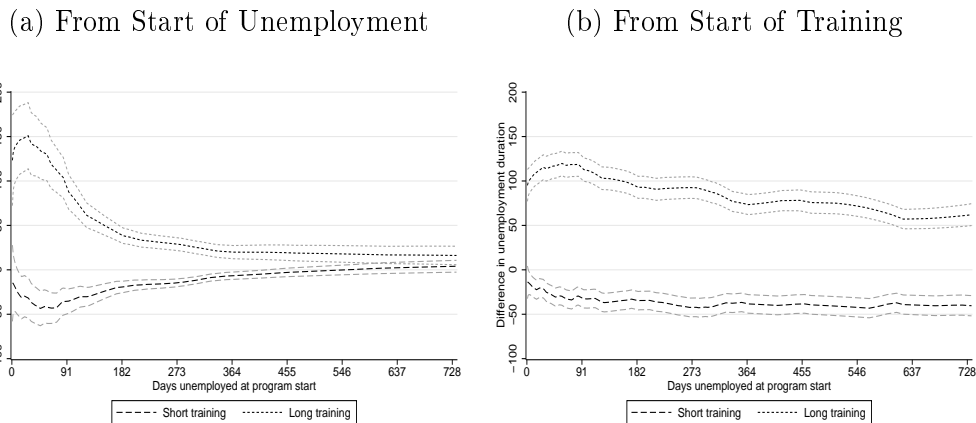 (a) From Start of Unemployment
(b) From Start of Training
0 91 182 273 364 455 546 637 728
Days unemployed at program start
Short training Long training
Difference in unemployment duration
200
150
100
50
0
−50
−100
0 91 182 273 364 455 546 637 728
Days unemployed at program start
Short training Long training